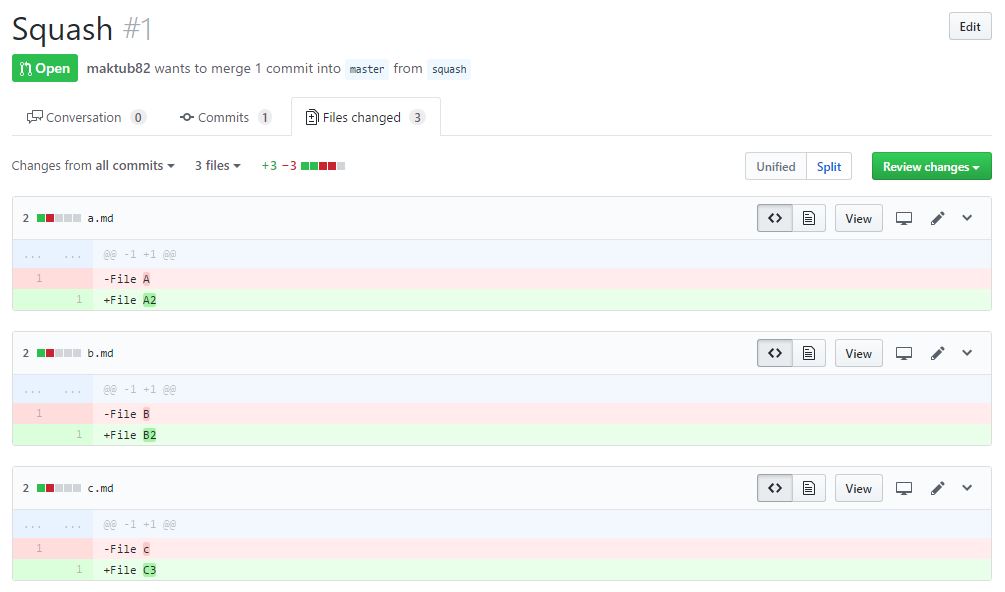 Squash #1
Edit
Open maktub82 wants to merge 1 commit into master from squash
Conversation 0 Commits 1 Files changed 3
Changes from all commits 3 files +3 −3 Unified Split Review changes
2 a.md View
... ... @@ -1 +1 @@
1 -File A
1 +File A2
2 b.md View
... ... @@ -1 +1 @@
1 -File B
1 +File B2
2 c.md View
... ... @@ -1 +1 @@
1 -File c
1 +File C3